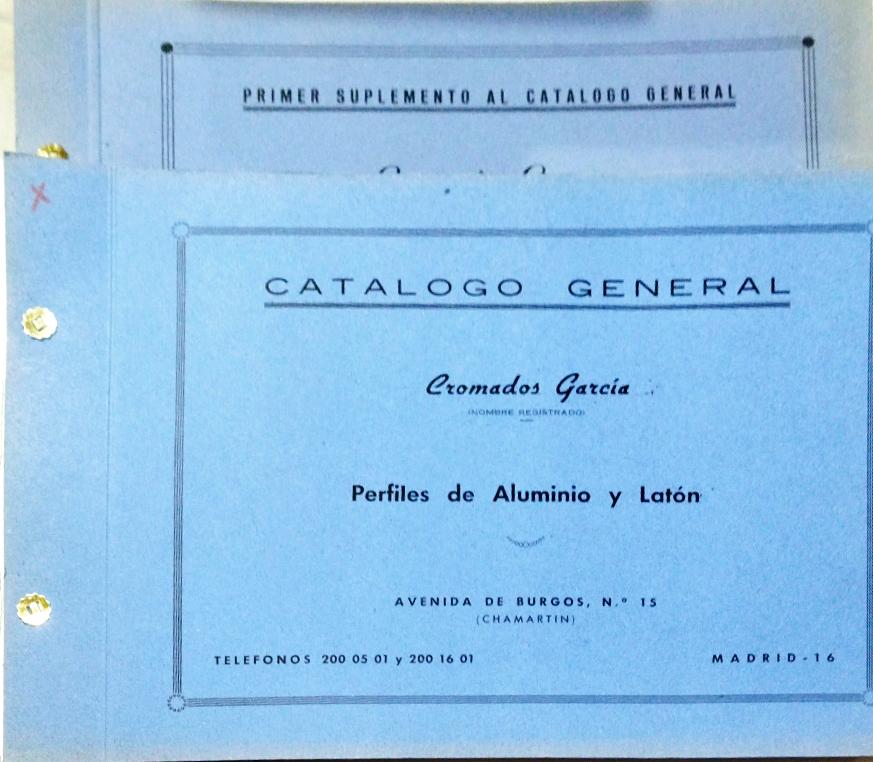 PRIMER SUPLEMENTO AL CATALOGO GENERAL
CATALOGO GENERAL
Cromados García
(NOMBRE REGISTRADO)
Perfiles de Aluminio y Latón
AVENIDA DE BURGOS, N.º 15
(CHAMARTIN)
TELEFONOS 200 05 01 y 200 16 01
MADRID-16